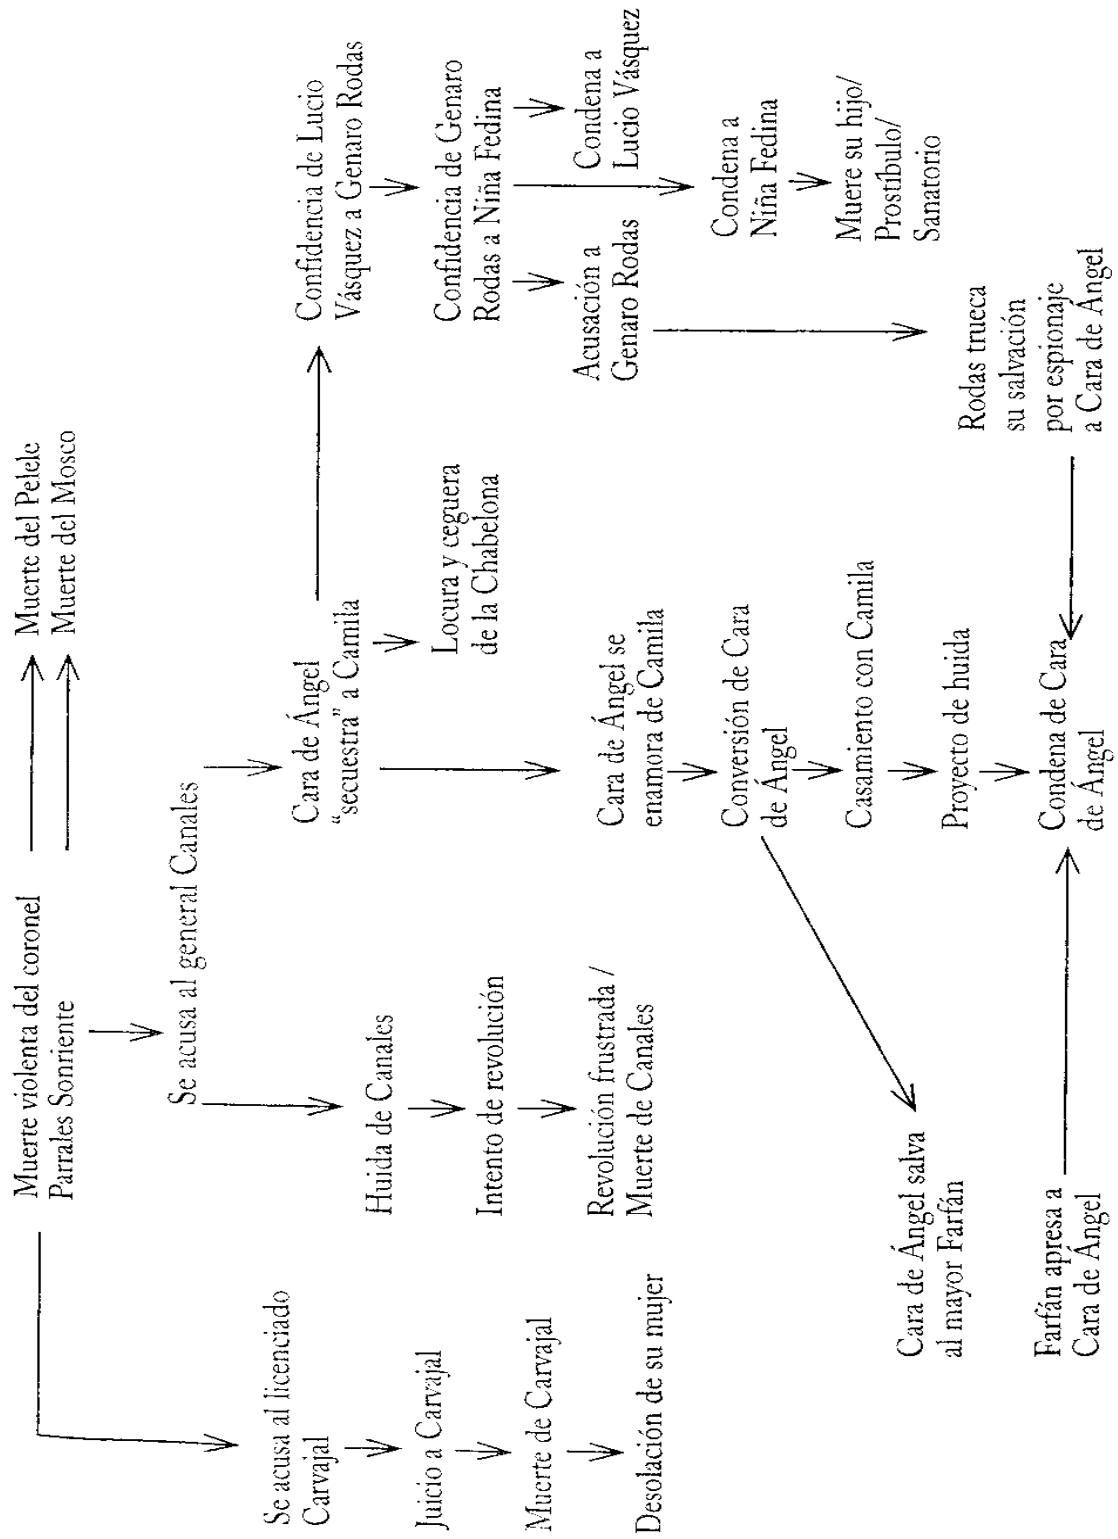 Muerte violenta del coronel
Parrales Sonriente
Muerte del Pelele
Muerte del Mosco
Se acusa al general Canales
Se acusa al licenciado
Carvajal
Juicio a Carvajal
Muerte de Carvajal
Desolación de su mujer
Huida de Canales
Intento de revolución
Revolución frustrada /
Muerte de Canales
Cara de Ángel
“secuestra” a Camila
Locura y ceguera
de la Chabelona
Cara de Ángel se
enamora de Camila
Conversión de Cara
de Ángel
Casamiento con Camila
Proyecto de huida
Condena de Cara
de Ángel
Cara de Ángel salva
al mayor Farfán
Farfán apresa a
Cara de Ángel
Confidencia de Lucio
Vásquez a Genaro Rodas
Confidencia de Genaro
Rodas a Niña Fedina
Acusación a
Genaro Rodas
Condena a
Lucio Vásquez
Condena a
Niña Fedina
Muere su hijo/
Prostíbulo/
Sanatorio
Rodas trueca
su salvación
por espionaje
a Cara de Ángel